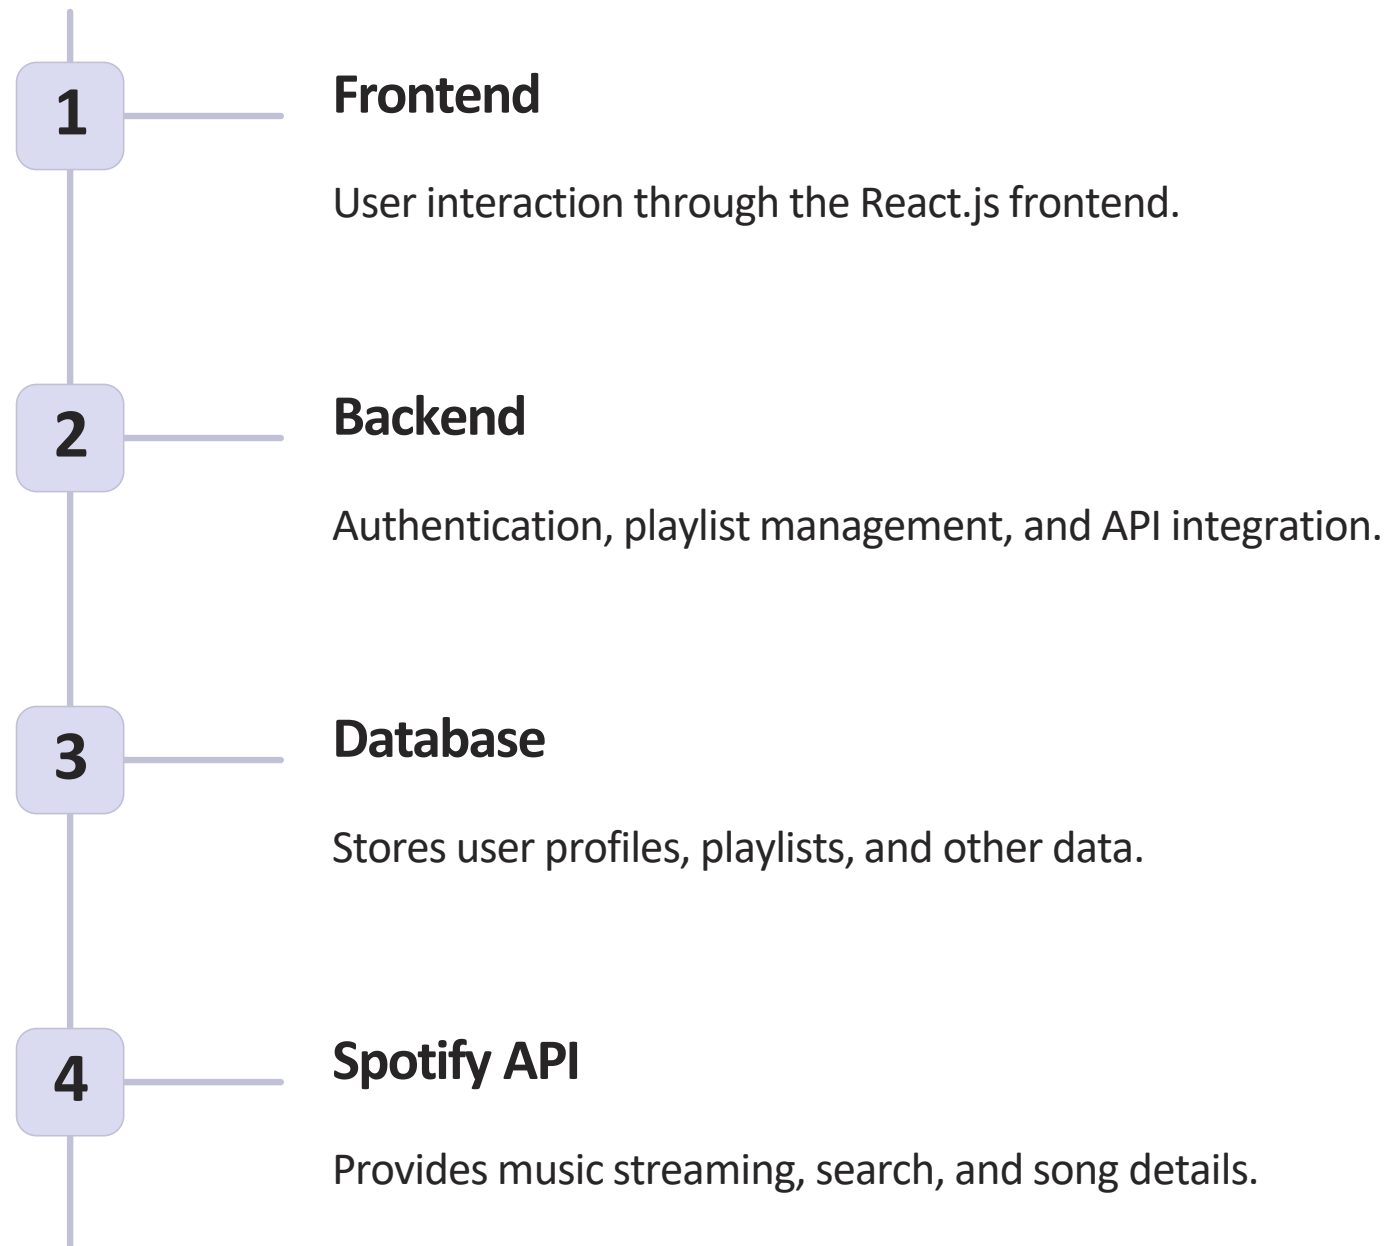 1
Frontend
User interaction through the React.js frontend.
2
Backend
Authentication, playlist management, and API integration.
3
Database
Stores user profiles, playlists, and other data.
4
Spotify API
Provides music streaming, search, and song details.